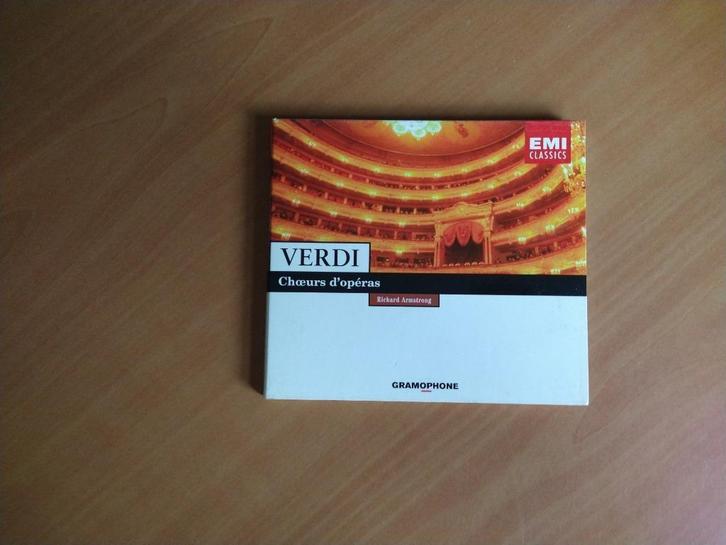 EMI
CLASSICS
VERDI
Chœurs d'opéras
Richard Armstrong
GRAMOPHONE